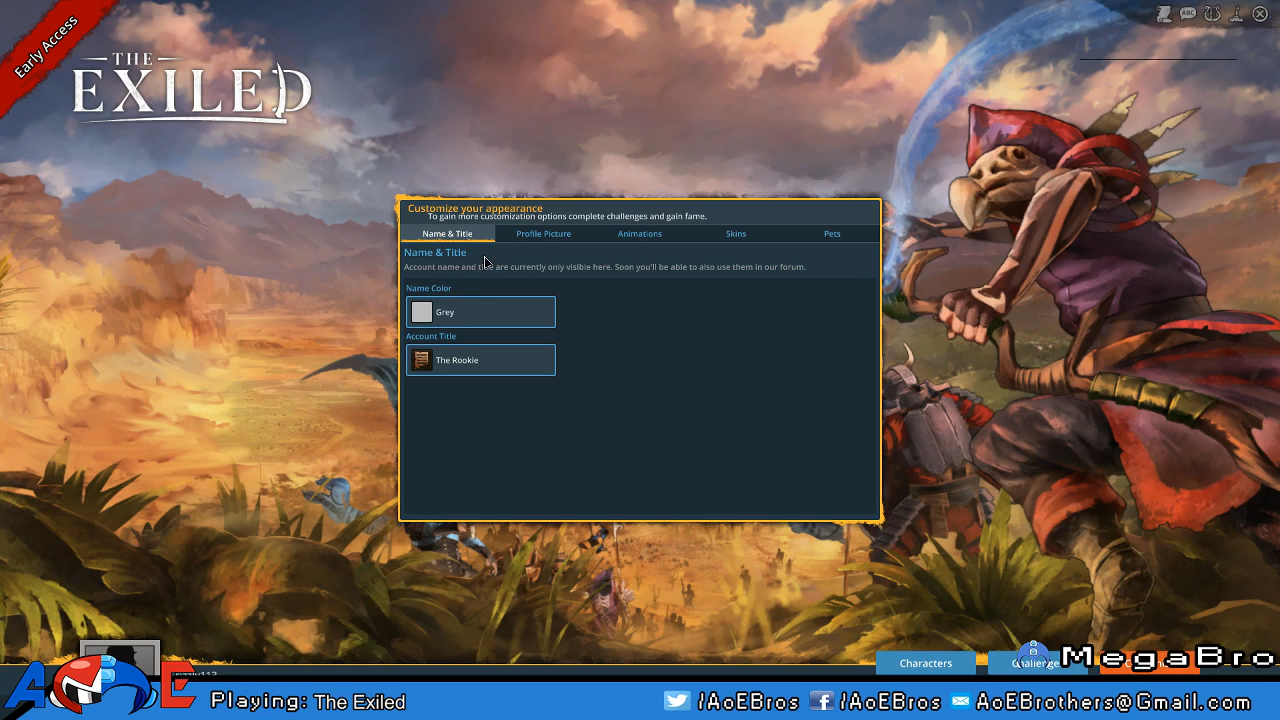 Early Access
THE
EXILED
Customize your appearance
To gain more customization options complete challenges and gain fame.
Name & Title
Profile Picture
Animations
Skins
Pets
Name & Title
Account name and title are currently only visible here. Soon you'll be able to also use them in our forum.
Name Color
Grey
Account Title
The Rookie
Characters
MegaBro
AOE
Playing: The Exiled
/AoEBros
/AoEBros
AoEBrothers@Gmail.com